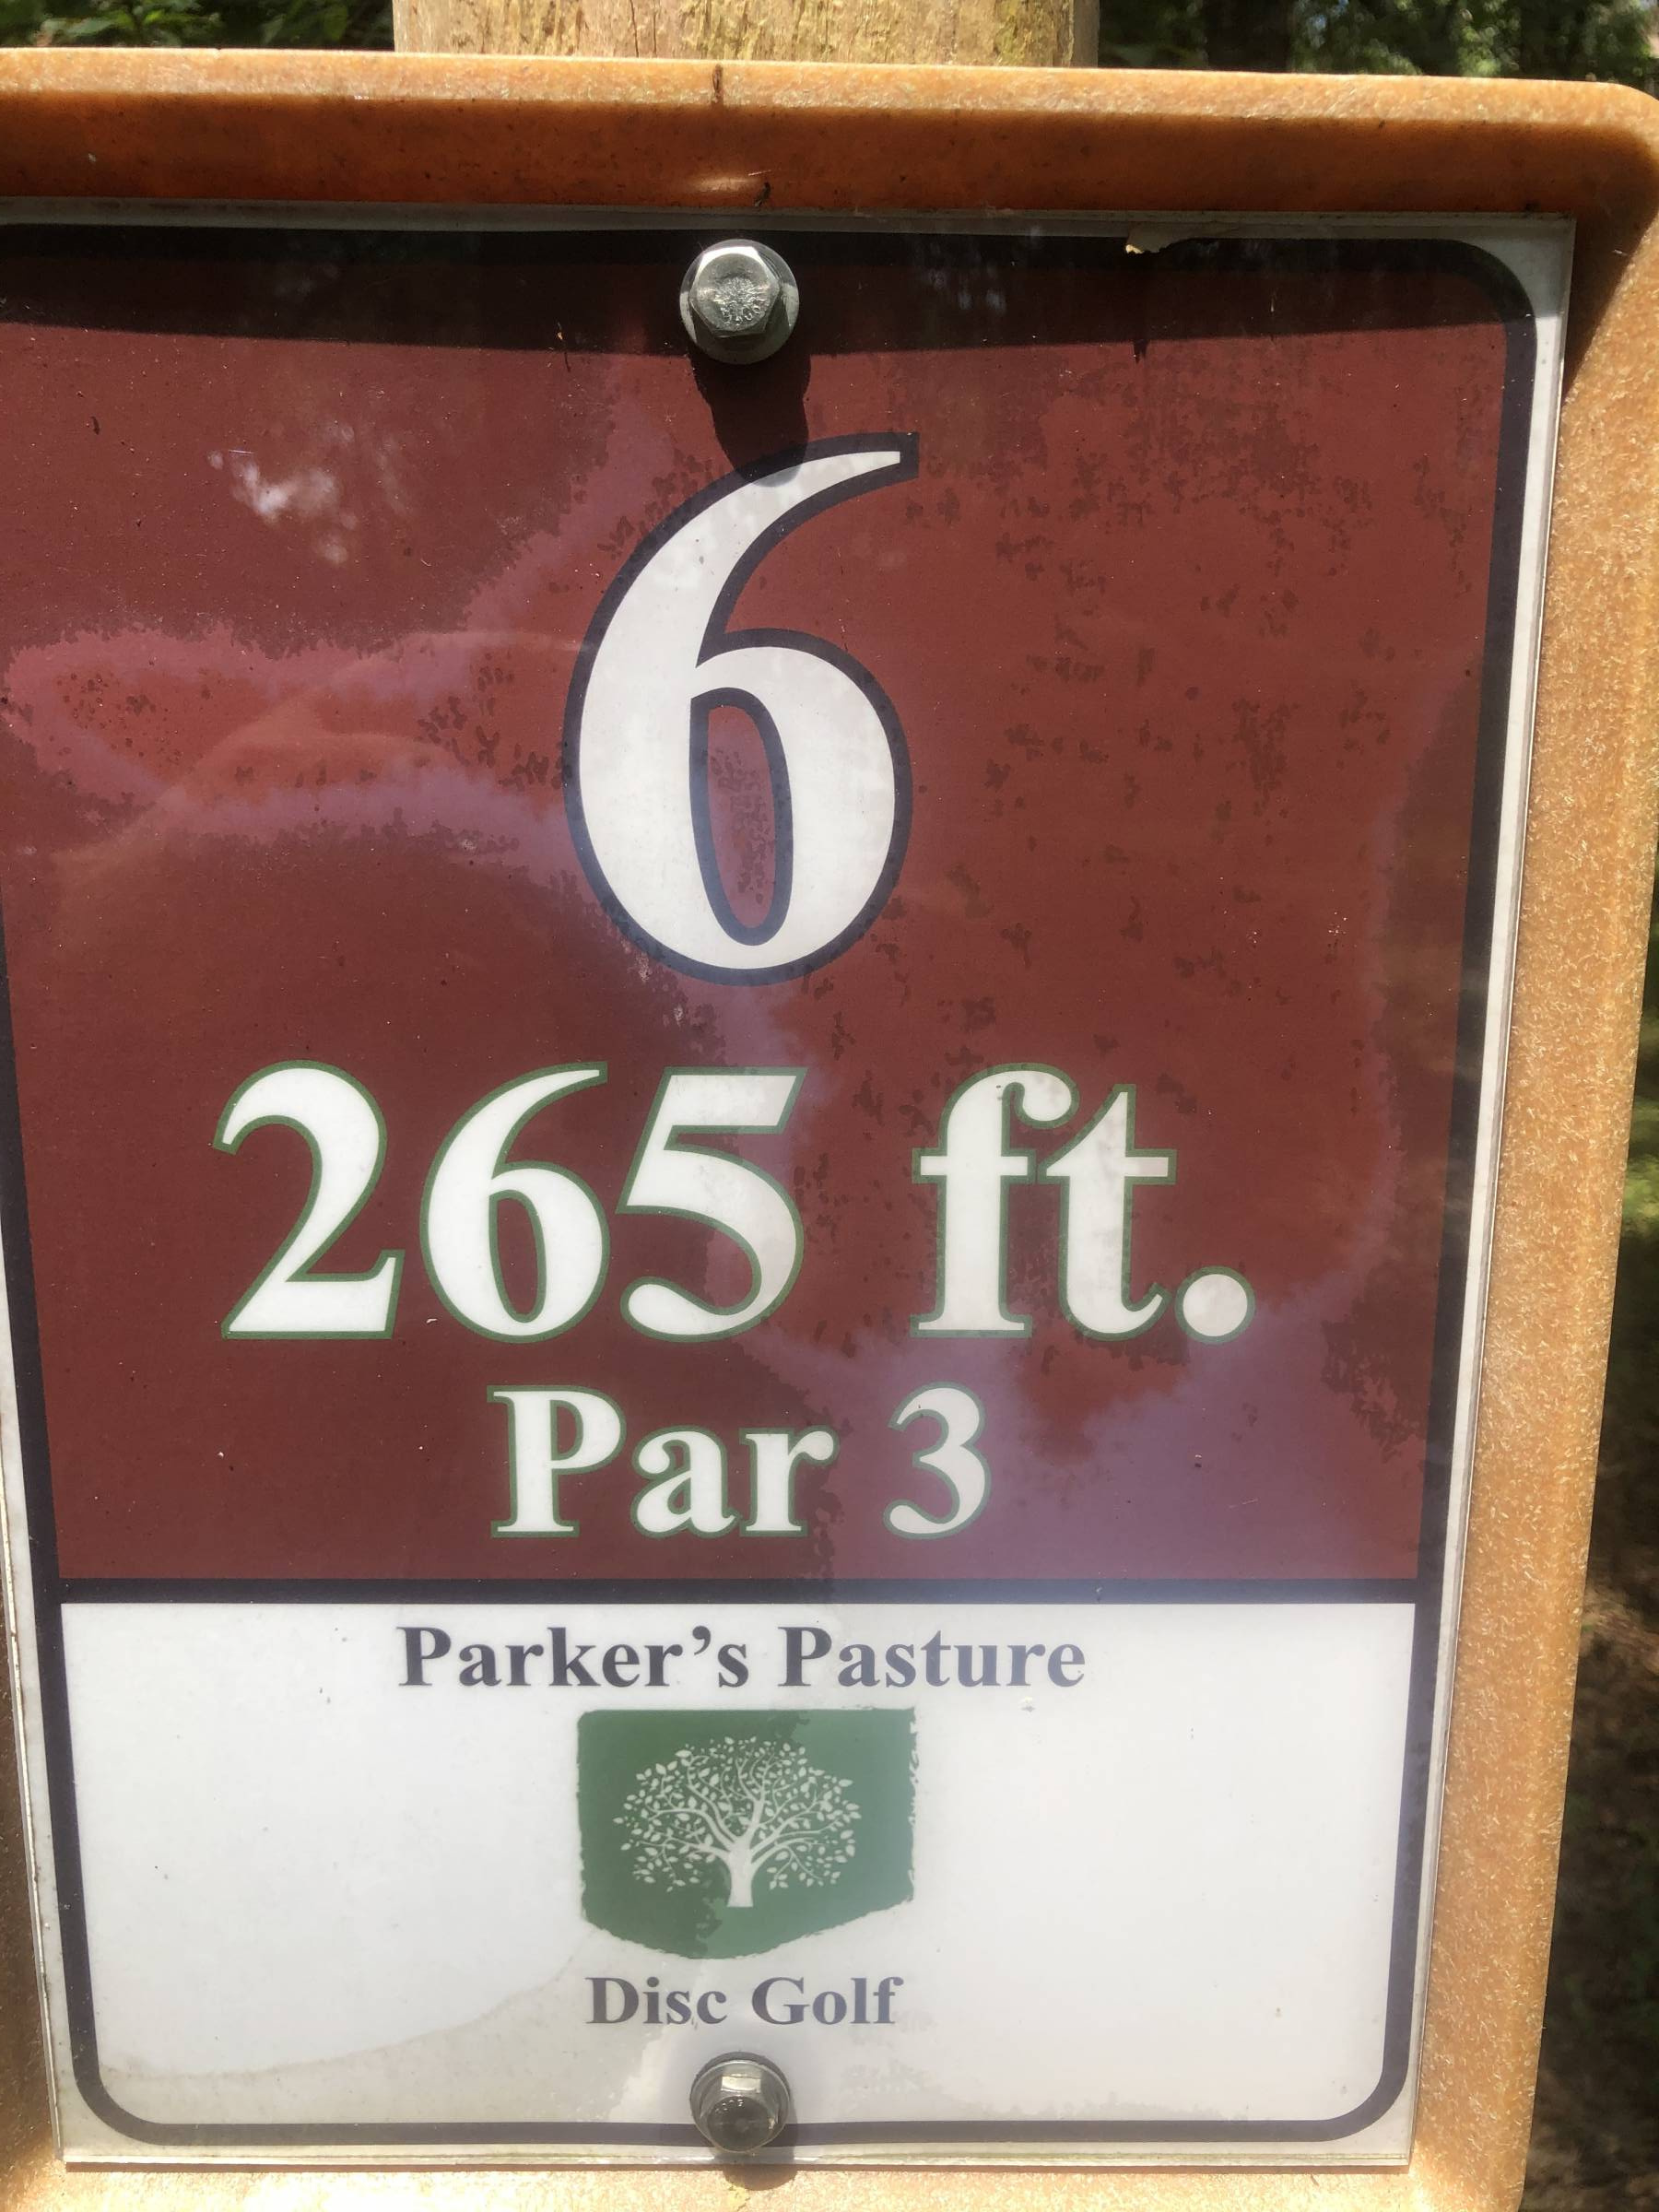 6
265 ft.
Par 3
Parker’s Pasture
Disc Golf